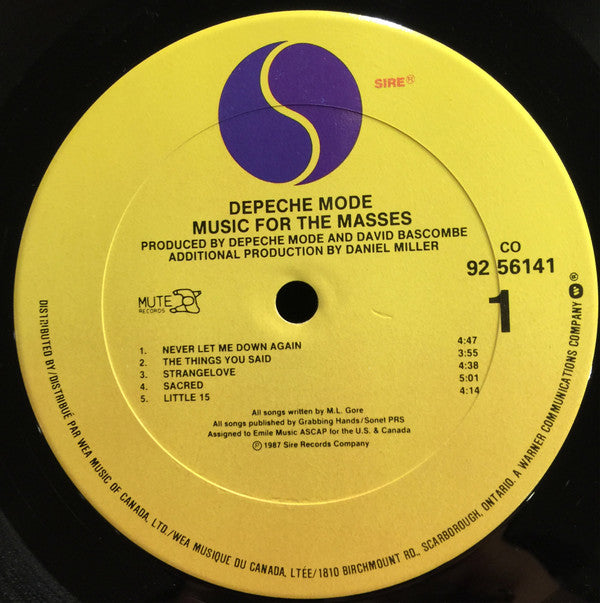 SIRE®
DEPECHE MODE
MUSIC FOR THE MASSES
PRODUCED BY DEPECHE MODE AND DAVID BASCOMBE
ADDITIONAL PRODUCTION BY DANIEL MILLER
CO
92 56141
1
MUTE
RECORDS
1. NEVER LET ME DOWN AGAIN 4:47
2. THE THINGS YOU SAID 3:55
3. STRANGELOVE 4:38
4. SACRED 5:01
5. LITTLE 15 4:14
All songs written by M.L. Gore
All songs published by Grabbing Hands/Sonet PRS
Assigned to Emile Music ASCAP for the U.S. & Canada
℗ 1987 Sire Records Company
DISTRIBUTED BY/DISTRIBUÉ PAR WEA MUSIC OF CANADA, LTD./WEA MUSIQUE DU CANADA, LTÉE/1810 BIRCHMOUNT RD., SCARBOROUGH, ONTARIO. A WARNER COMMUNICATIONS COMPANY W ®